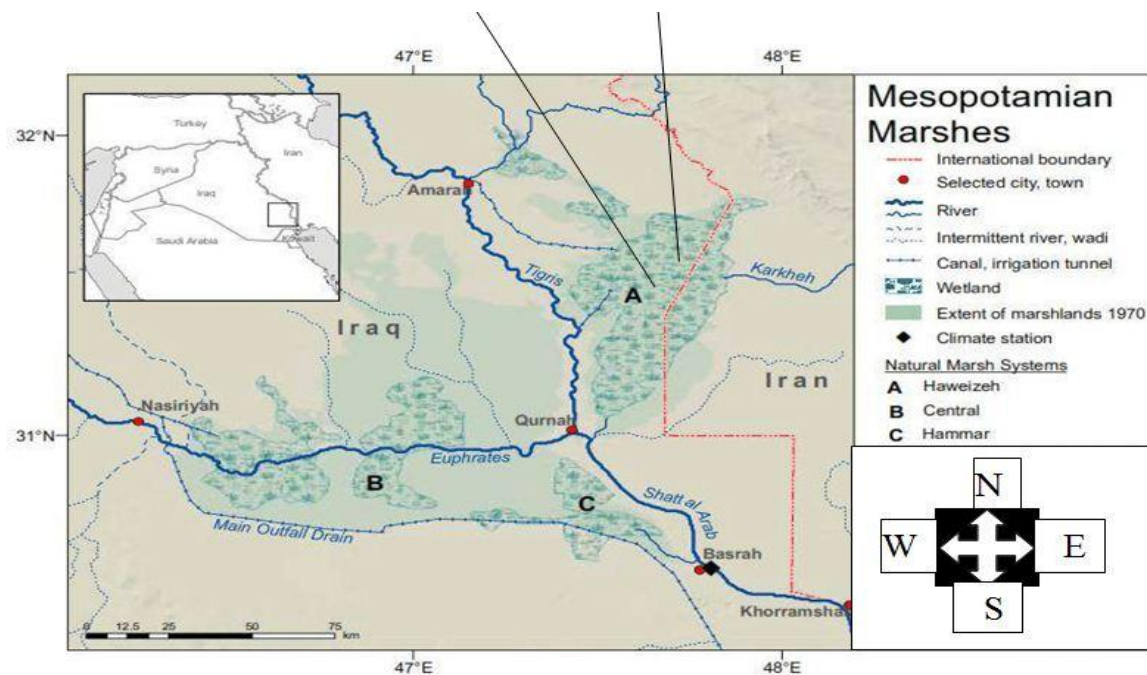 47°E
48°E
32°N
31°N
Turkey
Syria
Iran
Iraq
Saudi Arabia
Kuwait
Amarah
Tigris
A
Karkheh
Iraq
Iran
Nasiriyah
Qurnah
Euphrates
B
C
Shatt al Arab
Main Outfall Drain
Basrah
Khorramsha
0 12.5 25 50 75
km
47°E
48°E
Mesopotamian
Marshes
International boundary
Selected city, town
River
Intermittent river, wadi
Canal, irrigation tunnel
Wetland
Extent of marshlands 1970
Climate station
Natural Marsh Systems
A Haweizeh
B Central
C Hammar
N
W E
S